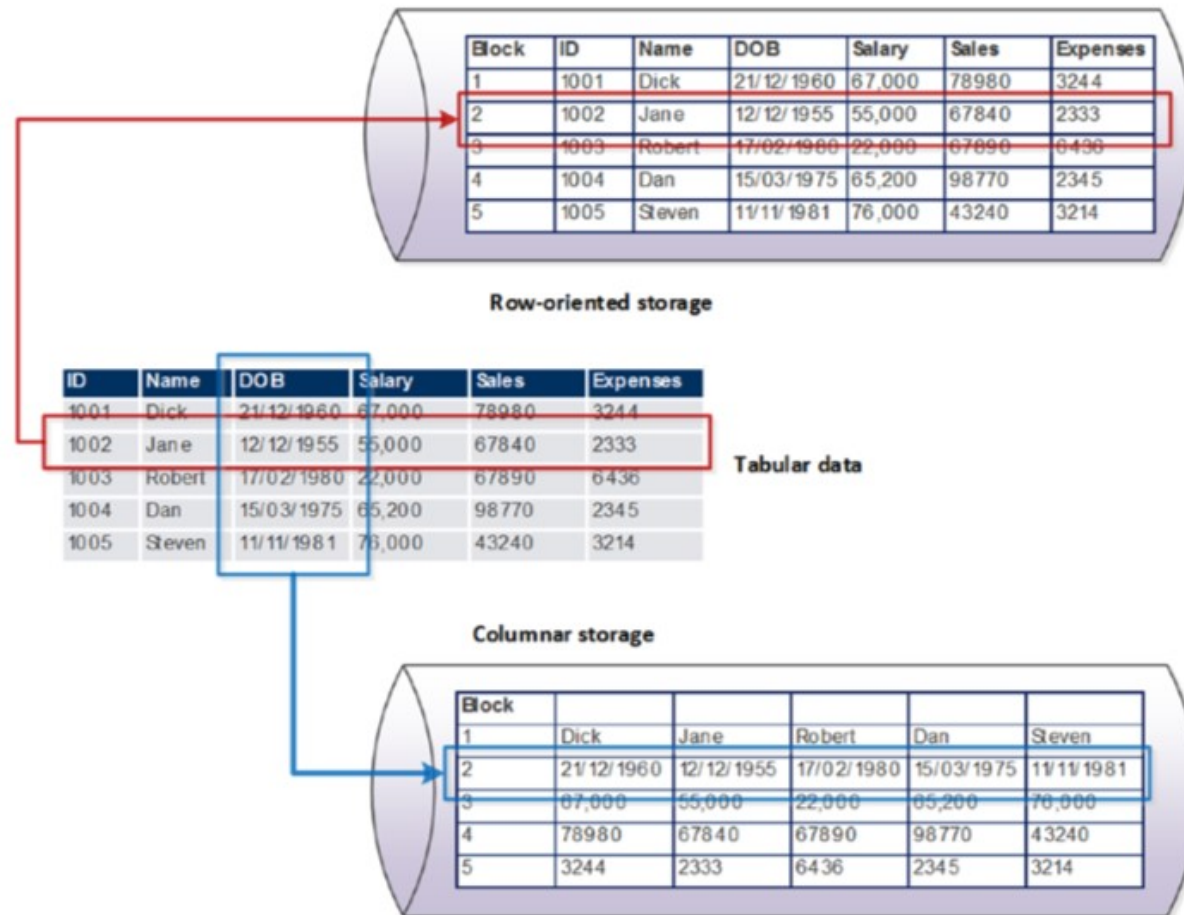 Block ID Name DOB Salary Sales Expenses
1 1001 Dick 21/12/1960 67,000 78980 3244
2 1002 Jane 12/12/1955 55,000 67840 2333
3 1003 Robert 17/02/1980 22,000 67890 6436
4 1004 Dan 15/03/1975 65,200 98770 2345
5 1005 Steven 11/11/1981 76,000 43240 3214
Row-oriented storage
ID Name DOB Salary Sales Expenses
1001 Dick 21/12/1960 67,000 78980 3244
1002 Jane 12/12/1955 55,000 67840 2333
1003 Robert 17/02/1980 22,000 67890 6436
1004 Dan 15/03/1975 65,200 98770 2345
1005 Steven 11/11/1981 76,000 43240 3214
Tabular data
Columnar storage
Block
1 Dick Jane Robert Dan Steven
2 21/12/1960 12/12/1955 17/02/1980 15/03/1975 11/11/1981
3 67,000 55,000 22,000 65,200 76,000
4 78980 67840 67890 98770 43240
5 3244 2333 6436 2345 3214